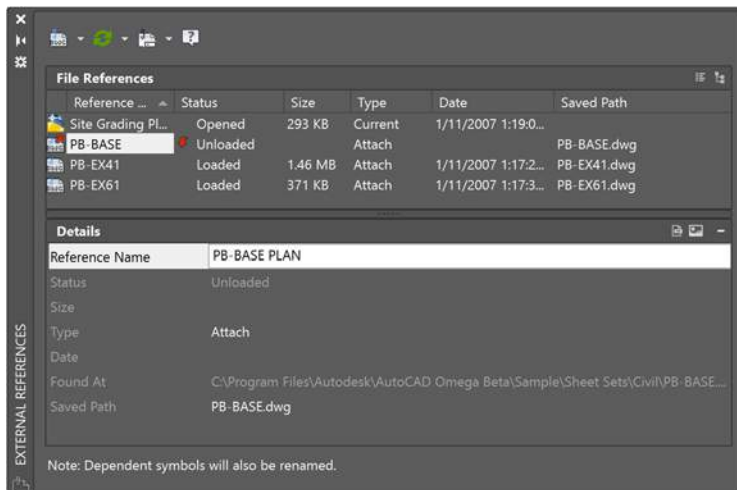 File References
Reference ... Status Size Type Date Saved Path
Site Grading Pl... Opened 293 KB Current 1/11/2007 1:19:0...
PB-BASE Unloaded Attach PB-BASE.dwg
PB-EX41 Loaded 1.46 MB Attach 1/11/2007 1:17:2... PB-EX41.dwg
PB-EX61 Loaded 371 KB Attach 1/11/2007 1:17:3... PB-EX61.dwg
Details
Reference Name PB-BASE PLAN
Status Unloaded
Size
Type Attach
Date
Found At C:\Program Files\Autodesk\AutoCAD Omega Beta\Sample\Sheet Sets\Civil\PB-BASE...
Saved Path PB-BASE.dwg
Note: Dependent symbols will also be renamed.
EXTERNAL REFERENCES